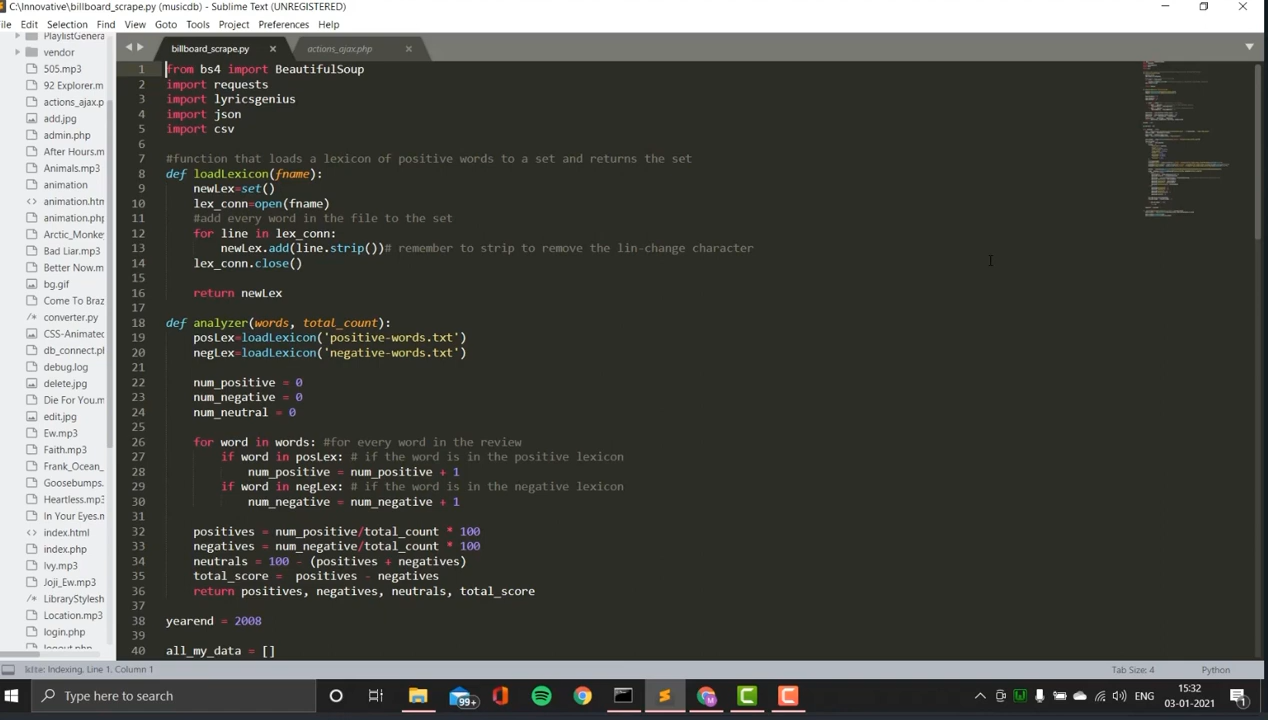 C:\Innovative\billboard_scrape.py (musicdb) - Sublime Text (UNREGISTERED)
ile Edit Selection Find View Goto Tools Project Preferences Help
PlaylistGenera
vendor
505.mp3
92 Explorer.m
actions_ajax.p
add.jpg
admin.php
After Hours.m
Animals.mp3
animation
animation.htm
animation.php
Arctic_Monkey
Bad Liar.mp3
Better Now.m
bg.gif
Come To Braz
converter.py
CSS-Animated
db_connect.ph
debug.log
delete.jpg
Die For You.m
edit.jpg
Ew.mp3
Faith.mp3
Frank_Ocean_
Goosebumps.
Heartless.mp3
In Your Eyes.m
index.html
index.php
Ivy.mp3
Joji_Ew.mp3
LibraryStylesh
Location.mp3
login.php
logout.php
billboard_scrape.py × actions_ajax.php ×
1 from bs4 import BeautifulSoup
2 import requests
3 import lyricsgenius
4 import json
5 import csv
6
7 #function that loads a lexicon of positive words to a set and returns the set
8 def loadLexicon(fname):
9 newLex=set()
10 lex_conn=open(fname)
11 #add every word in the file to the set
12 for line in lex_conn:
13 newLex.add(line.strip())# remember to strip to remove the lin-change character
14 lex_conn.close()
15
16 return newLex
17
18 def analyzer(words, total_count):
19 posLex=loadLexicon('positive-words.txt')
20 negLex=loadLexicon('negative-words.txt')
21
22 num_positive = 0
23 num_negative = 0
24 num_neutral = 0
25
26 for word in words: #for every word in the review
27 if word in posLex: # if the word is in the positive lexicon
28 num_positive = num_positive + 1
29 if word in negLex: # if the word is in the negative lexicon
30 num_negative = num_negative + 1
31
32 positives = num_positive/total_count * 100
33 negatives = num_negative/total_count * 100
34 neutrals = 100 - (positives + negatives)
35 total_score = positives - negatives
36 return positives, negatives, neutrals, total_score
37
38 yearend = 2008
39
40 all_my_data = []
Indexing, Line 1, Column 1 Tab Size: 4 Python
Type here to search
99+
ENG
15:32
03-01-2021
1